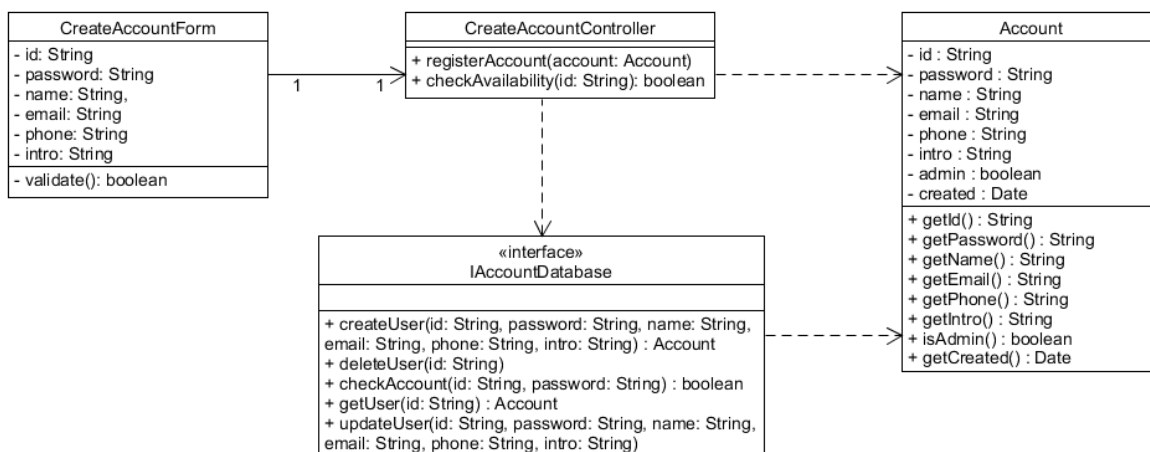 CreateAccountForm
- id: String
- password: String
- name: String,
- email: String
- phone: String
- intro: String
- validate(): boolean
1
1
CreateAccountController
+ registerAccount(account: Account)
+ checkAvailability(id: String): boolean
Account
- id : String
- password : String
- name : String
- email : String
- phone : String
- intro : String
- admin : boolean
- created : Date
+ getId() : String
+ getPassword() : String
+ getName() : String
+ getEmail() : String
+ getPhone() : String
+ getIntro() : String
+ isAdmin() : boolean
+ getCreated() : Date
«interface»
IAccountDatabase
+ createUser(id: String, password: String, name: String,
email: String, phone: String, intro: String) : Account
+ deleteUser(id: String)
+ checkAccount(id: String, password: String) : boolean
+ getUser(id: String) : Account
+ updateUser(id: String, password: String, name: String,
email: String, phone: String, intro: String)